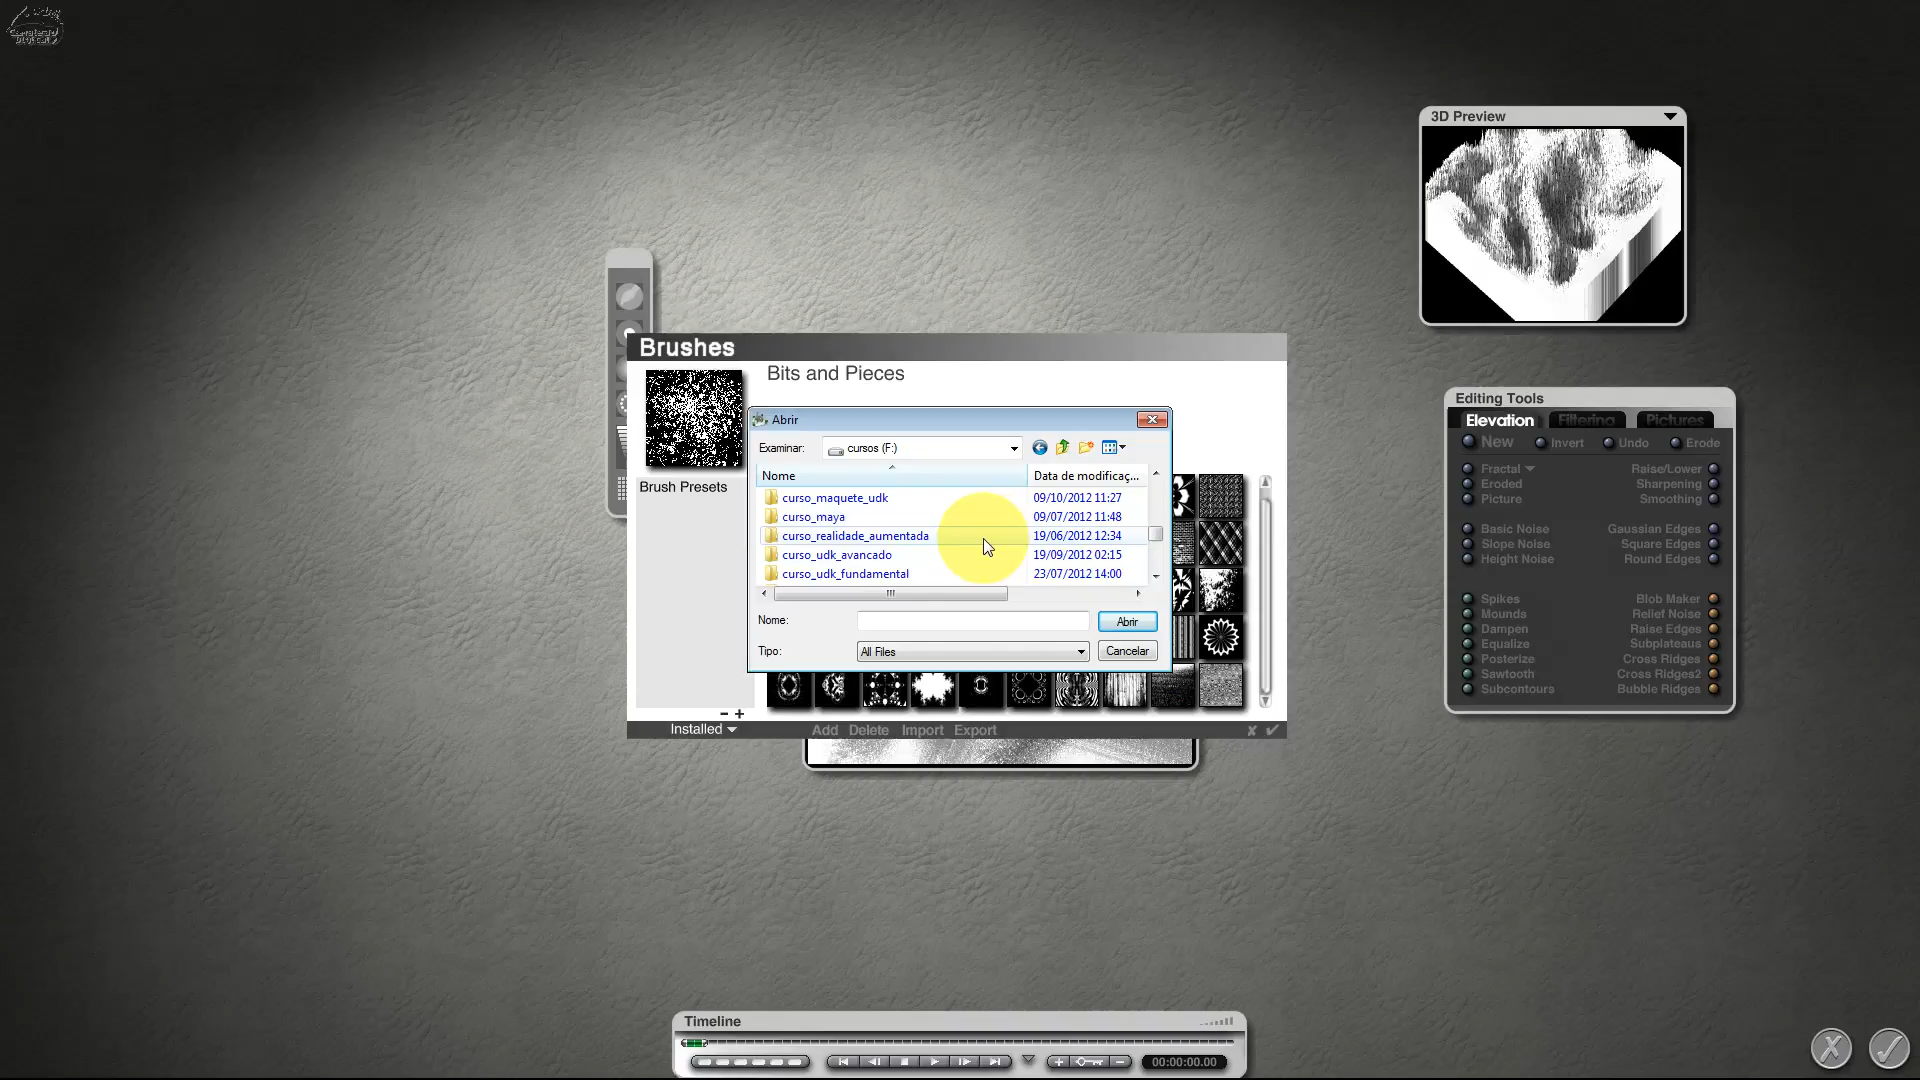 3D Preview
Brushes
Bits and Pieces
Brush Presets
Abrir
Examinar:
cursos (F:)
Nome
Data de modificaç...
curso_maquete_udk
09/10/2012 11:27
curso_maya
09/07/2012 11:48
curso_realidade_aumentada
19/06/2012 12:34
curso_udk_avancado
19/09/2012 02:15
curso_udk_fundamental
23/07/2012 14:00
Nome:
Abrir
Tipo:
All Files
Cancelar
Installed
Add Delete Import Export
Editing Tools
Elevation Filtering Pictures
New Invert Undo Erode
Fractal Raise/Lower
Eroded Sharpening
Picture Smoothing
Basic Noise Gaussian Edges
Slope Noise Square Edges
Height Noise Round Edges
Spikes Blob Maker
Mounds Relief Noise
Dampen Raise Edges
Equalize Subplateaus
Posterize Cross Ridges
Sawtooth Cross Ridges2
Subcontours Bubble Ridges
Timeline
00:00:00.00